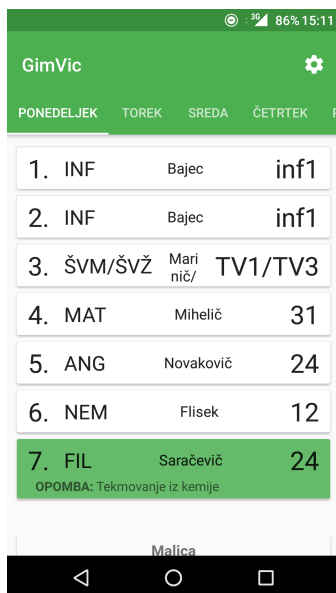 3G 86% 15:11
GimVic
PONEDELJEK TOREK SREDA ČETRTEK
1. INF Bajec inf1
2. INF Bajec inf1
3. ŠVM/ŠVŽ Mari
nič/ TV1/TV3
4. MAT Mihelič 31
5. ANG Novakovič 24
6. NEM Flisek 12
7. FIL Saračevič 24
OPOMBA: Tekmovanje iz kemije
Malica